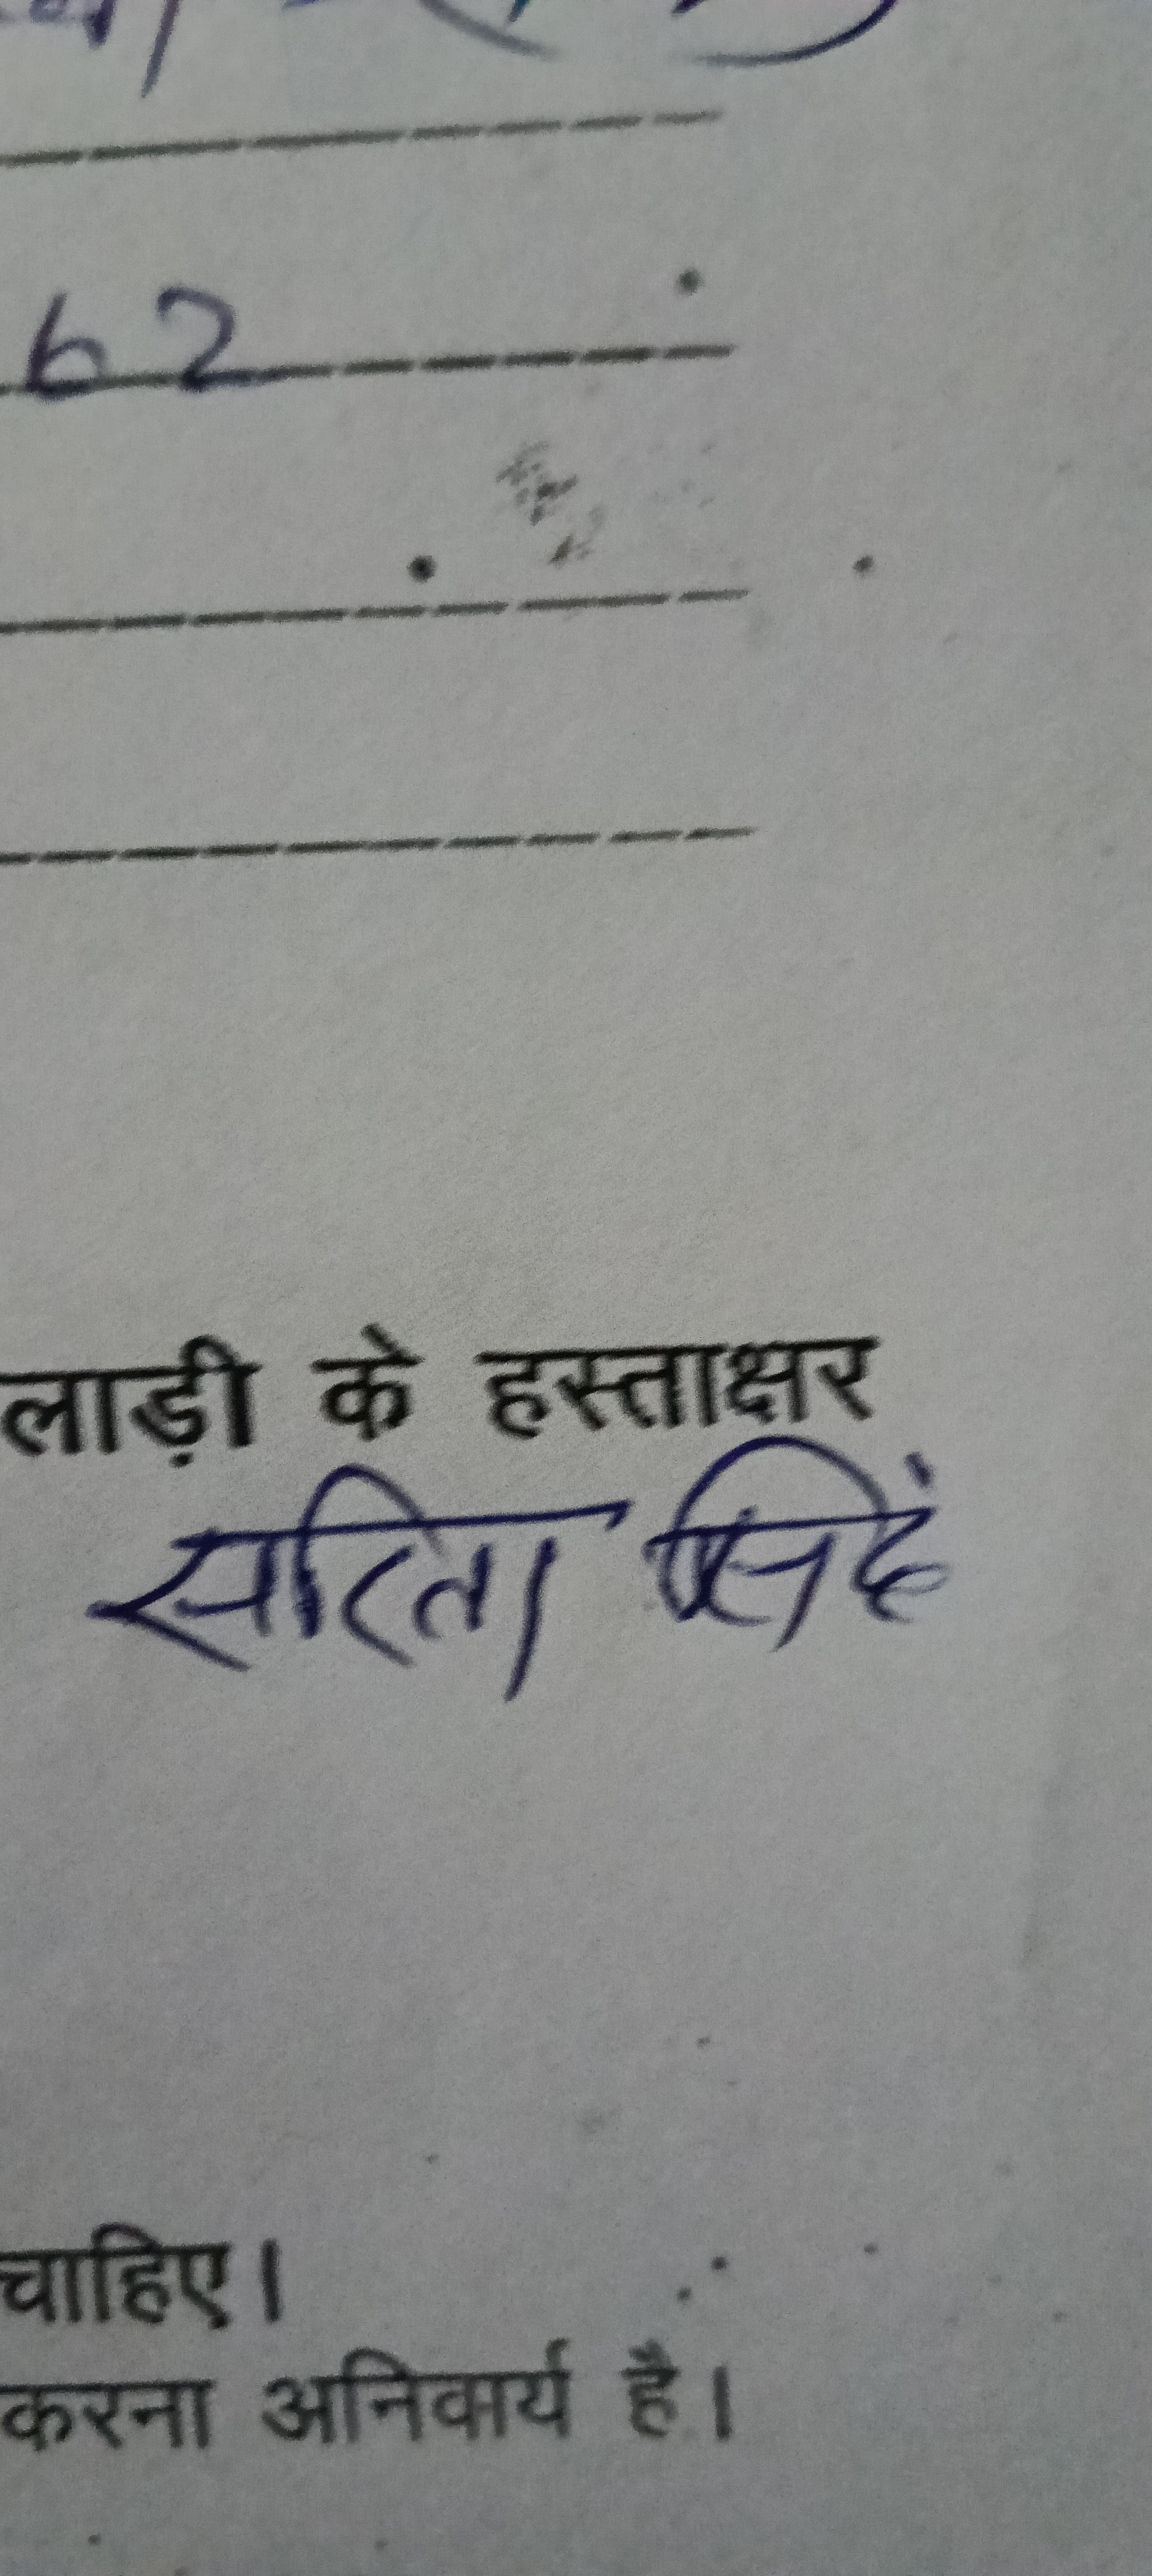 62
लाड़ी के हस्ताक्षर
सरिता सिंह
चाहिए।
करना अनिवार्य है।